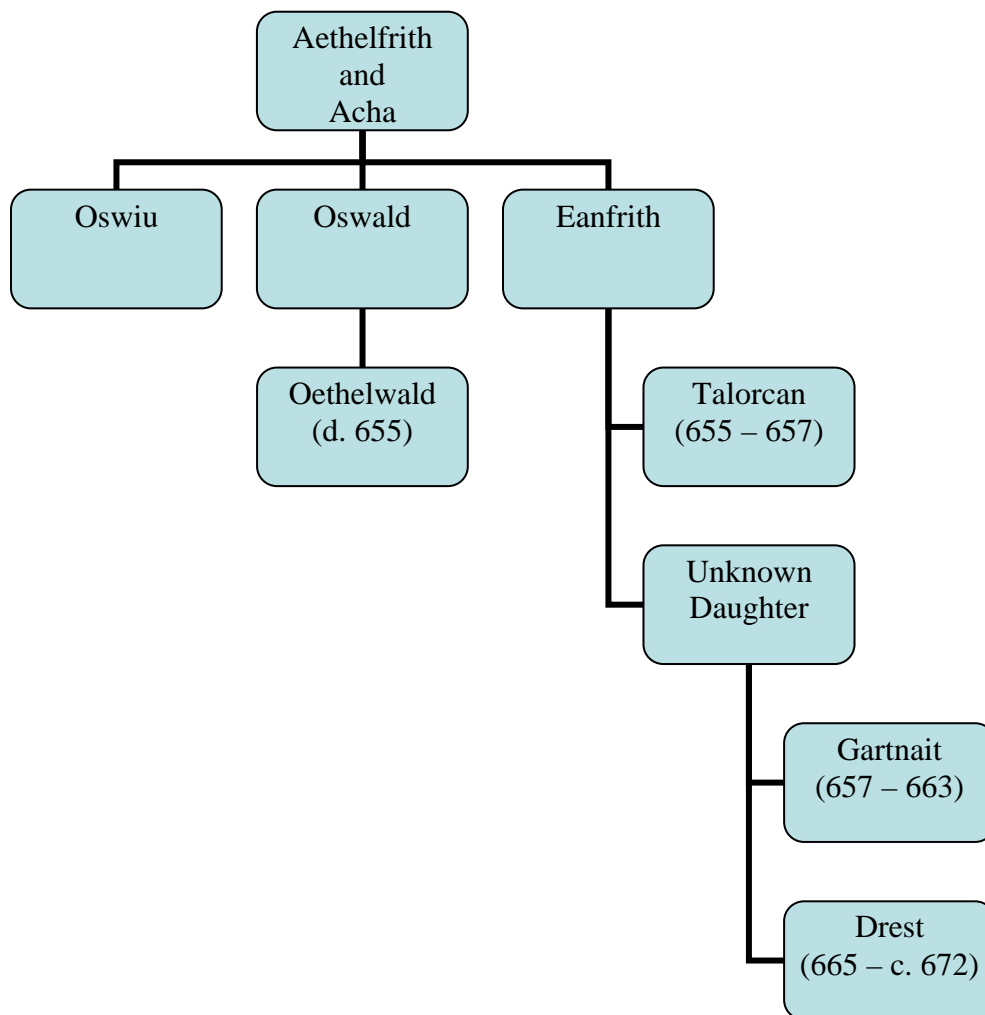 Aethelfrith
and
Acha
Oswiu
Oswald
Eanfrith
Oethelwald
(d. 655)
Talorcan
(655 – 657)
Unknown
Daughter
Gartnait
(657 – 663)
Drest
(665 – c. 672)